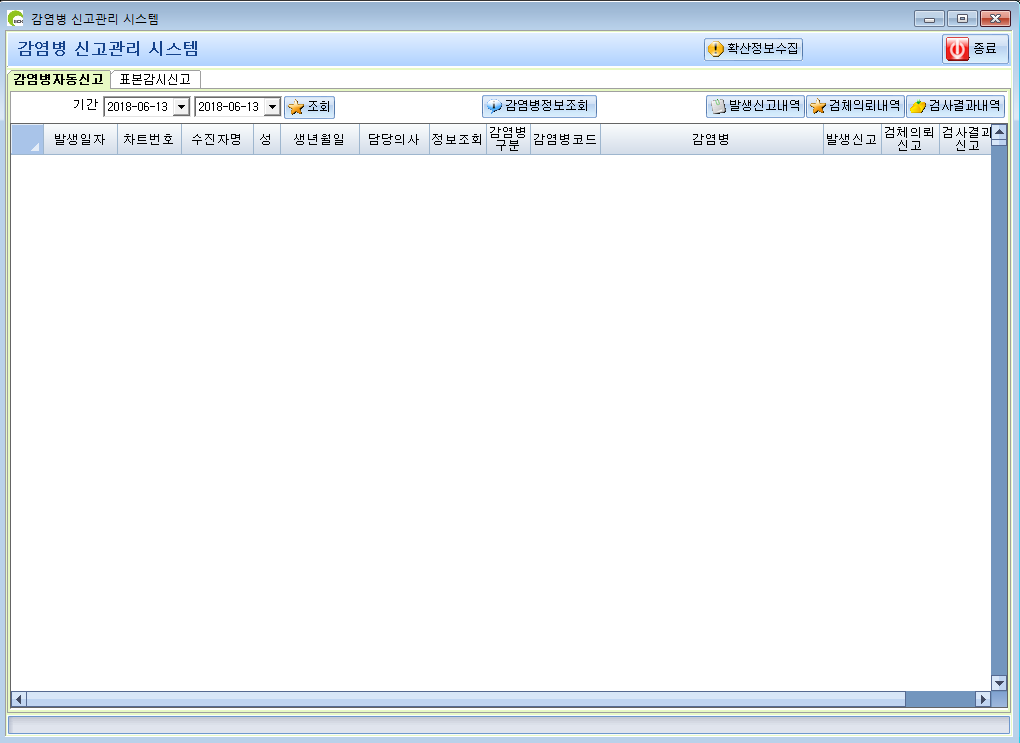 감염병 신고관리 시스템
감염병 신고관리 시스템 확산정보수집 종료
감염병자동신고 표본감시신고
기간 2018-06-13 2018-06-13 조회 감염병정보조회 발생신고내역 검체의뢰내역 검사결과내역
발생일자 차트번호 수진자명 성 생년월일 담당의사 정보조회 감염병 구분 감염병코드 감염병 발생신고 검체의뢰 신고 검사결과 신고